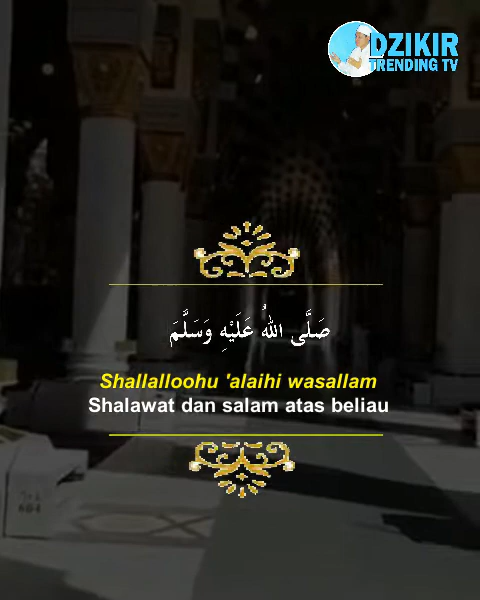 DZIKIR
TRENDING TV
صَلَّى اللهُ عَلَيْهِ وَسَلَّمَ
Shallalloohu 'alaihi wasallam
Shalawat dan salam atas beliau